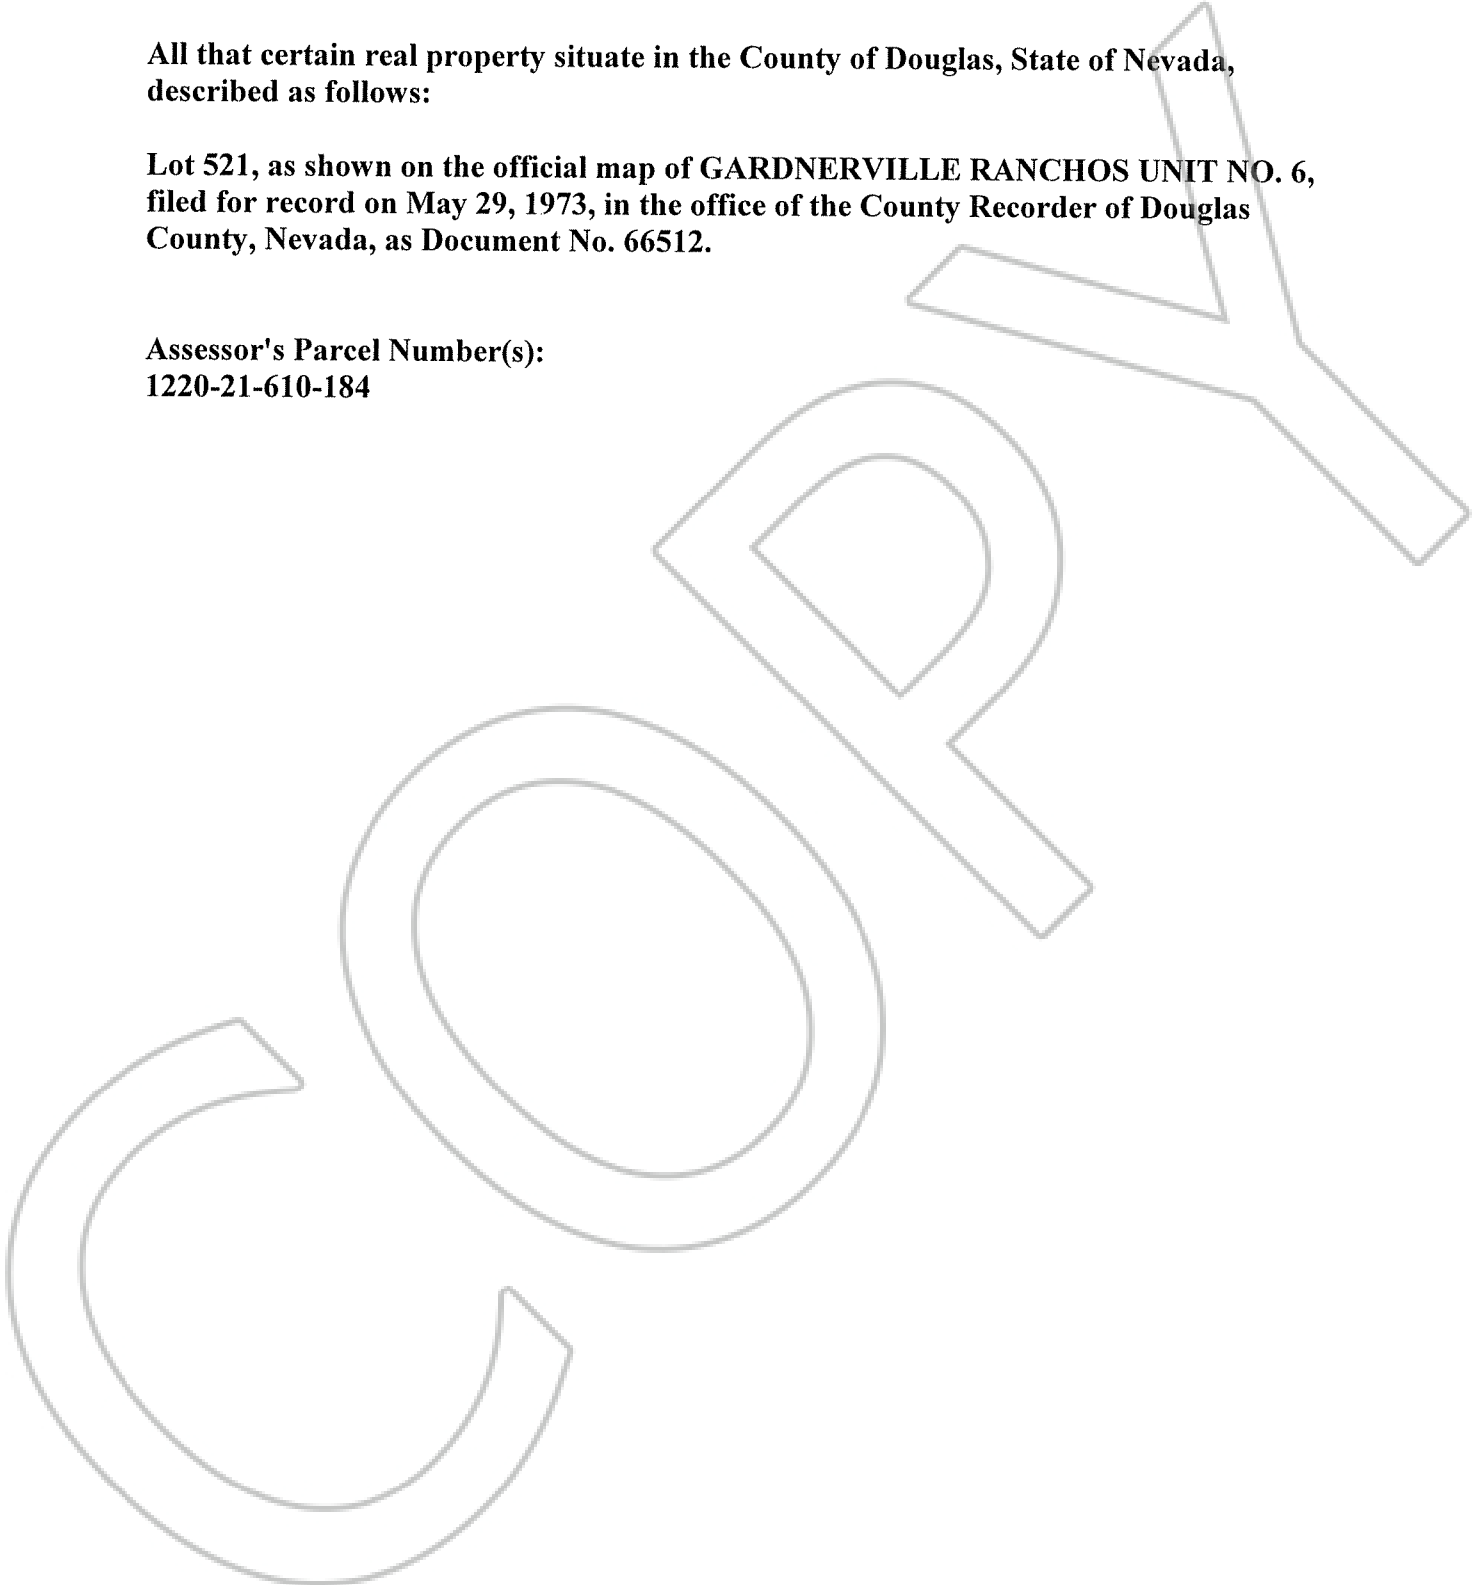 All that certain real property situate in the County of Douglas, State of Nevada,
described as follows:
Lot 521, as shown on the official map of GARDNERVILLE RANCHOS UNIT NO. 6,
filed for record on May 29, 1973, in the office of the County Recorder of Douglas
County, Nevada, as Document No. 66512.
Assessor's Parcel Number(s):
1220-21-610-184
COPY